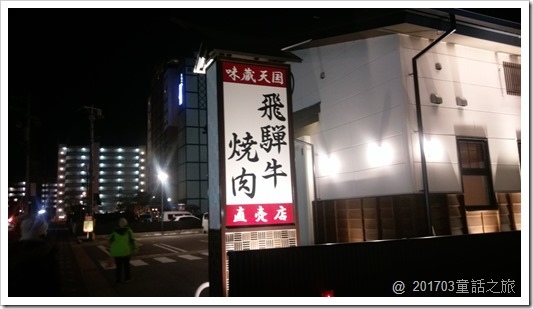 味蔵天国
飛騨牛
焼肉
直売店
@ 201703童話之旅